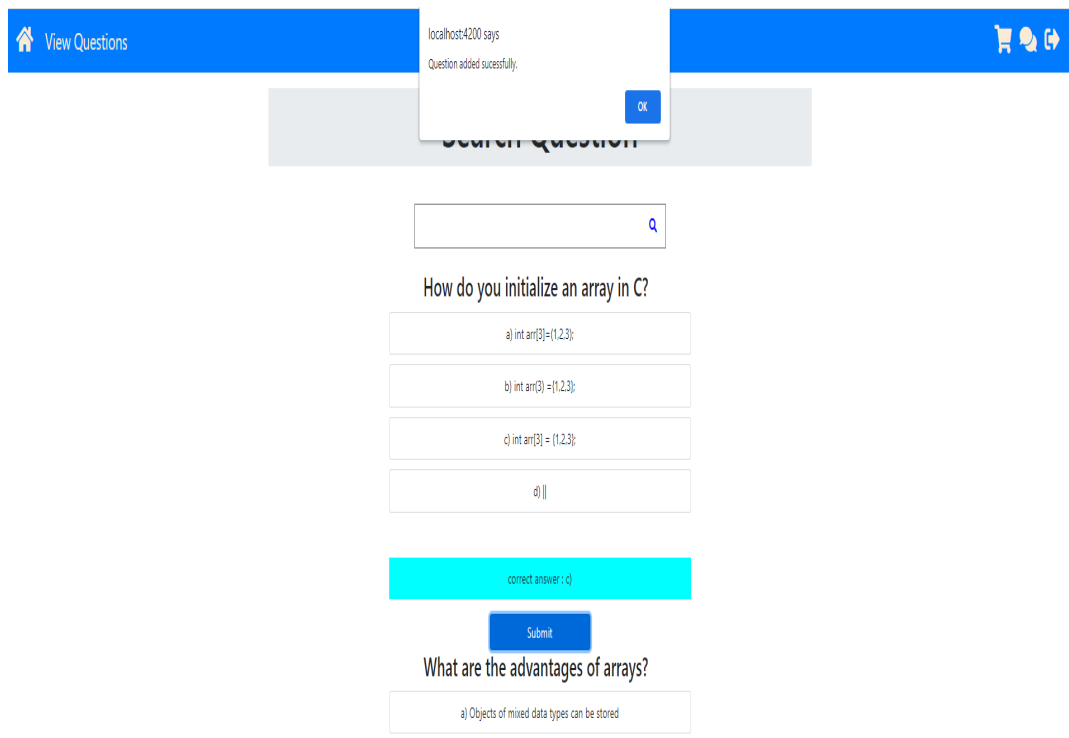 View Questions
localhost:4200 says
Question added sucessfully.
OK
Search Question
How do you initialize an array in C?
a) int arr[3]=(1,2,3);
b) int arr(3) ={1,2,3};
c) int arr[3] = {1,2,3};
d) ||
correct answer : c)
Submit
What are the advantages of arrays?
a) Objects of mixed data types can be stored